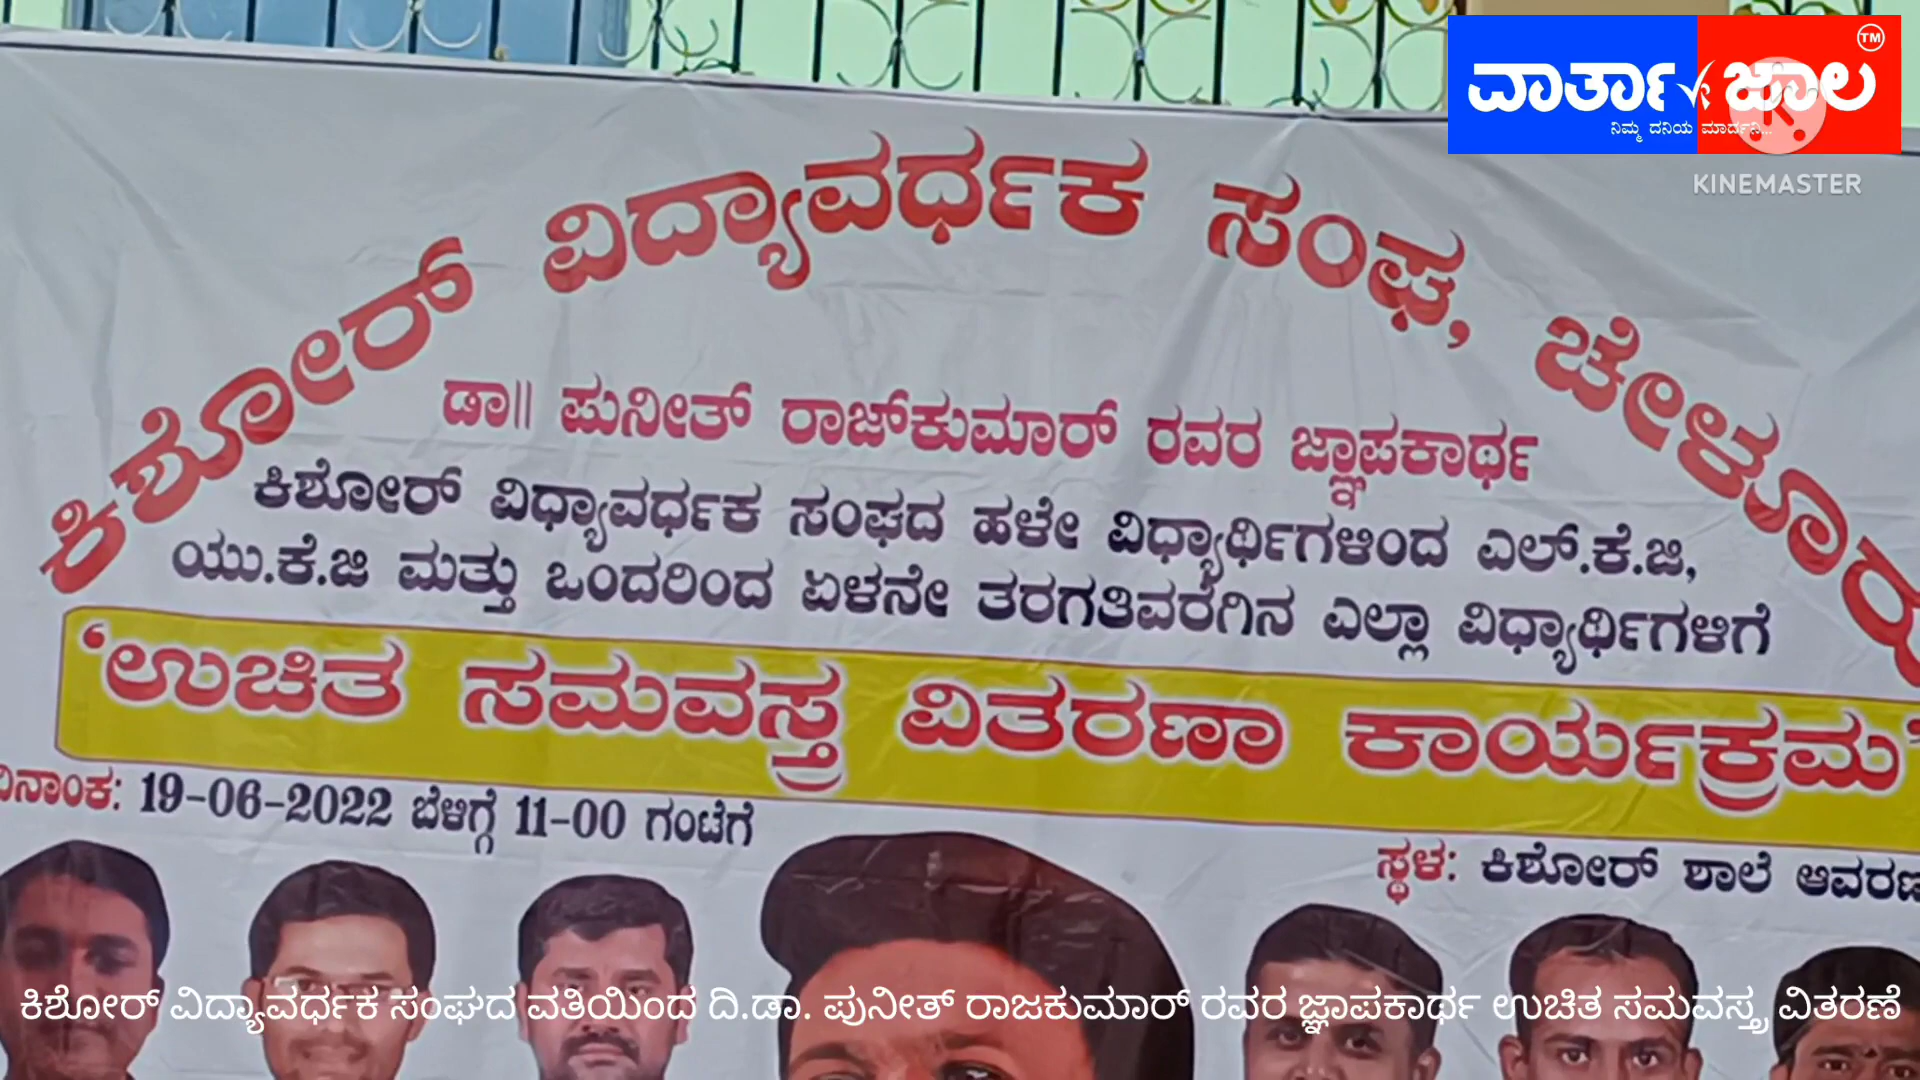 ವಾರ್ತಾಜಾಲ
TM
ನಿಮ್ಮ ದನಿಯ ಮಾರ್ದನಿ...
KINEMASTER
ಕಿಶೋರ್ ವಿದ್ಯಾವರ್ಧಕ ಸಂಘ, ಚೇಳೂರು
ಡಾ|| ಪುನೀತ್ ರಾಜ್‌ಕುಮಾರ್ ರವರ ಜ್ಞಾಪಕಾರ್ಥ
ಕಿಶೋರ್ ವಿಧ್ಯಾವರ್ಧಕ ಸಂಘದ ಹಳೇ ವಿಧ್ಯಾರ್ಥಿಗಳಿಂದ ಎಲ್.ಕೆ.ಜಿ,
ಯು.ಕೆ.ಜಿ ಮತ್ತು ಒಂದರಿಂದ ಏಳನೇ ತರಗತಿವರೆಗಿನ ಎಲ್ಲಾ ವಿಧ್ಯಾರ್ಥಿಗಳಿಗೆ
‘ಉಚಿತ ಸಮವಸ್ತ್ರ ವಿತರಣಾ ಕಾರ್ಯಕ್ರಮ’
ದಿನಾಂಕ: 19-06-2022 ಬೆಳಿಗ್ಗೆ 11-00 ಗಂಟೆಗೆ
ಸ್ಥಳ: ಕಿಶೋರ್ ಶಾಲೆ ಆವರಣ
ಕಿಶೋರ್ ವಿದ್ಯಾವರ್ಧಕ ಸಂಘದ ವತಿಯಿಂದ ದಿ.ಡಾ. ಪುನೀತ್ ರಾಜಕುಮಾರ್ ರವರ ಜ್ಞಾಪಕಾರ್ಥ ಉಚಿತ ಸಮವಸ್ತ್ರ ವಿತರಣೆ